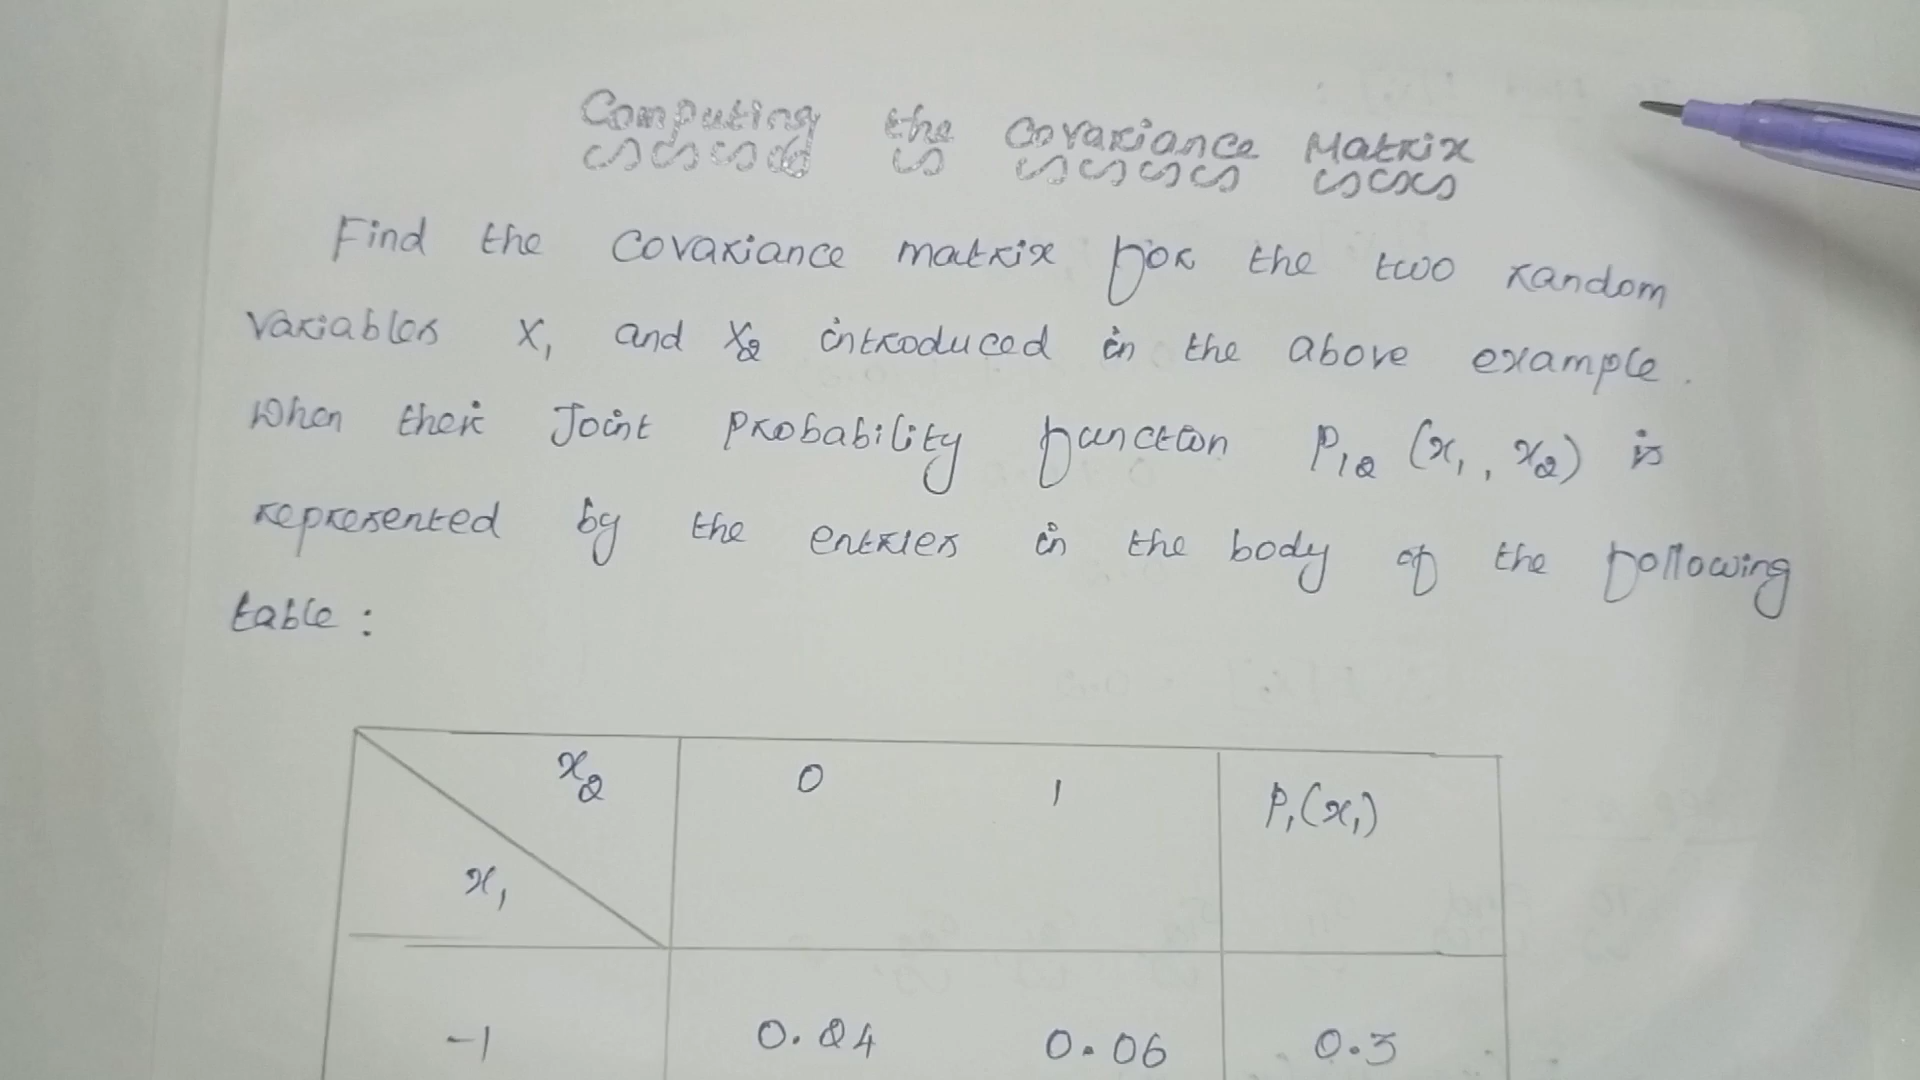 Computing the Covariance Matrix
Find the covariance matrix for the two random
variables X₁ and X₂ introduced in the above example.
When their Joint Probability function P₁₂ (x₁, x₂) is
represented by the entries in the body of the following
table :
x₂ 0 1 P₁(x₁)
x₁
-1 0.24 0.06 0.3